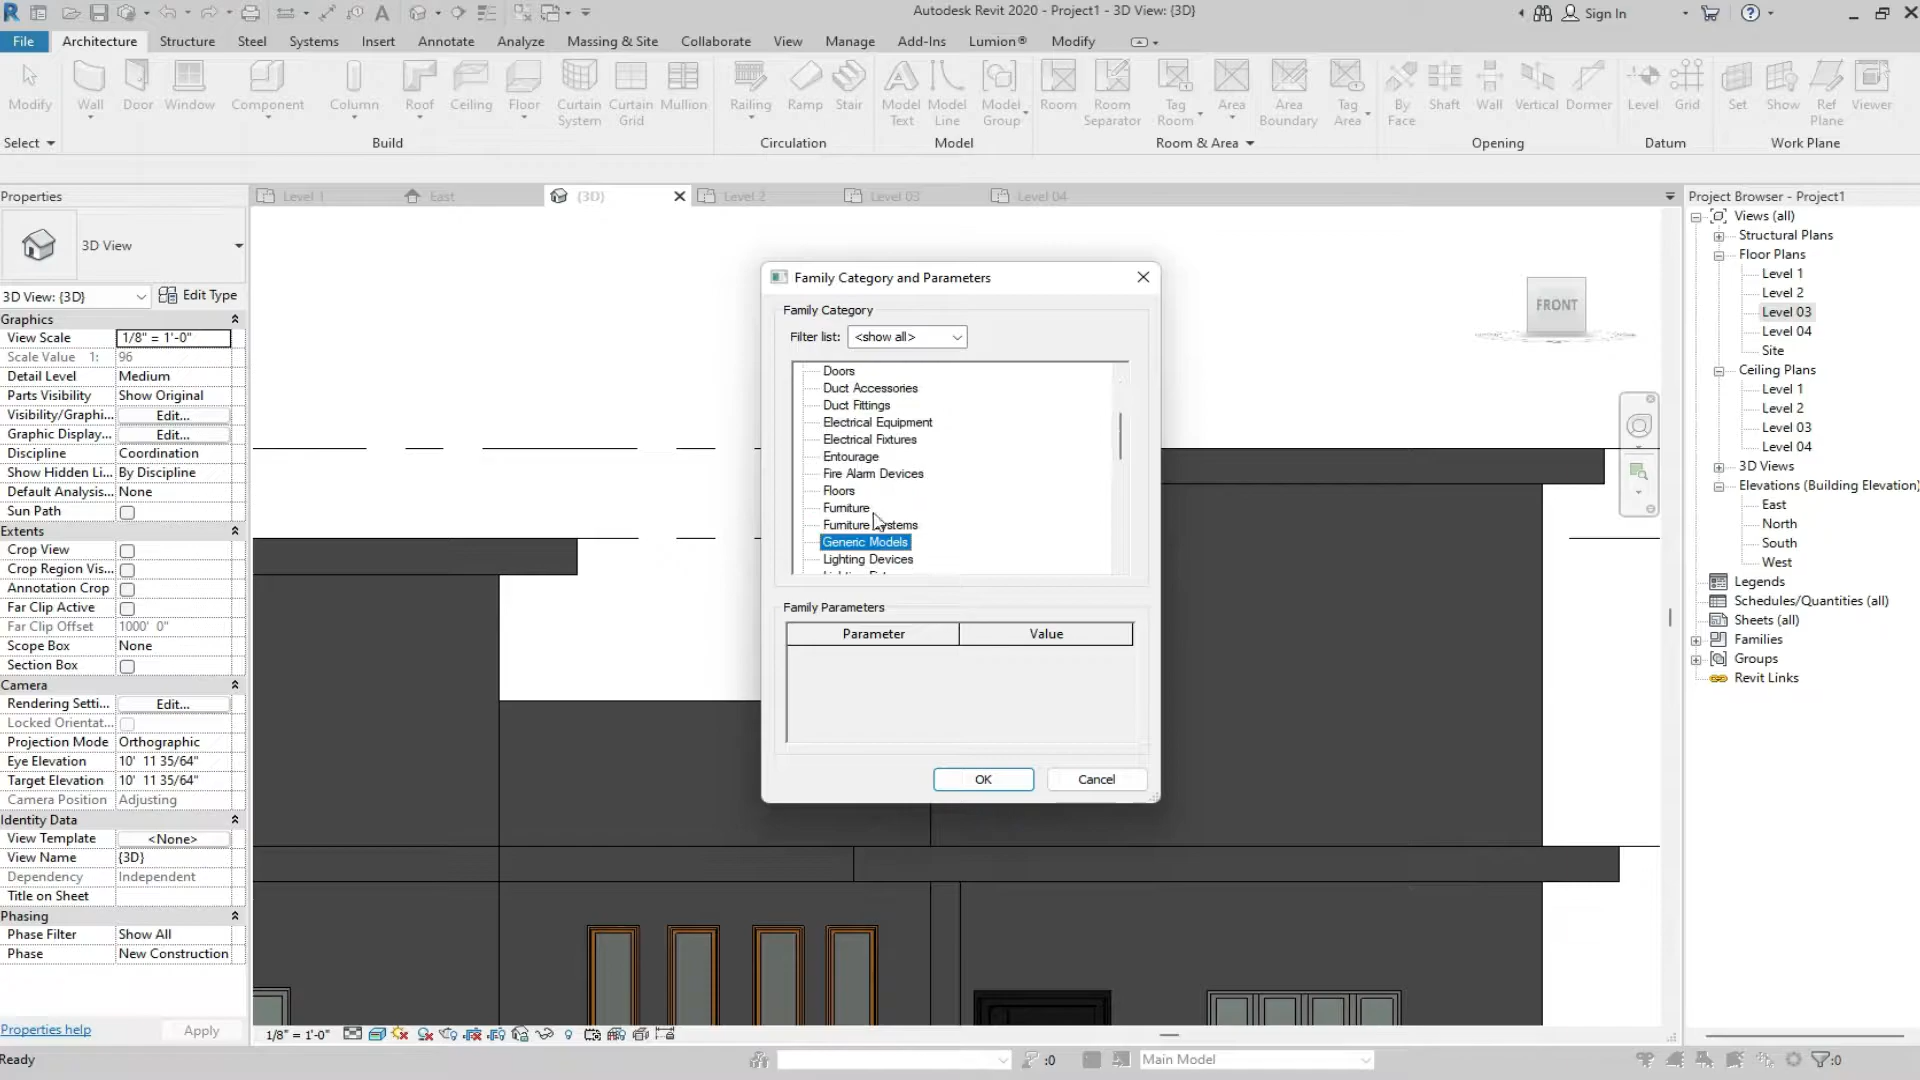 Autodesk Revit 2020 - Project1 - 3D View: {3D}
Sign In
File Architecture Structure Steel Systems Insert Annotate Analyze Massing & Site Collaborate View Manage Add-Ins Lumion® Modify
Modify Wall Door Window Component Column Roof Ceiling Floor Curtain System Curtain Grid Mullion Railing Ramp Stair Model Text Model Line Model Group Room Room Separator Tag Room Area Area Boundary Tag Area By Face Shaft Wall Vertical Dormer Level Grid Set Show Ref Plane Viewer
Select Build Circulation Model Room & Area Opening Datum Work Plane
Properties
Level 1 East {3D} Level 2 Level 03 Level 04
3D View
3D View: {3D} Edit Type
Graphics
View Scale 1/8" = 1'-0"
Scale Value 1: 96
Detail Level Medium
Parts Visibility Show Original
Visibility/Graphi... Edit...
Graphic Display... Edit...
Discipline Coordination
Show Hidden Li... By Discipline
Default Analysis... None
Sun Path
Extents
Crop View
Crop Region Vis...
Annotation Crop
Far Clip Active
Far Clip Offset 1000' 0"
Scope Box None
Section Box
Camera
Rendering Setti... Edit...
Locked Orientat...
Projection Mode Orthographic
Eye Elevation 10' 11 35/64"
Target Elevation 10' 11 35/64"
Camera Position Adjusting
Identity Data
View Template <None>
View Name {3D}
Dependency Independent
Title on Sheet
Phasing
Phase Filter Show All
Phase New Construction
Properties help Apply
Family Category and Parameters
Family Category
Filter list: <show all>
Doors
Duct Accessories
Duct Fittings
Electrical Equipment
Electrical Fixtures
Entourage
Fire Alarm Devices
Floors
Furniture
Furniture Systems
Generic Models
Lighting Devices
Family Parameters
Parameter Value
OK Cancel
FRONT
Project Browser - Project1
Views (all)
Structural Plans
Floor Plans
Level 1
Level 2
Level 03
Level 04
Site
Ceiling Plans
Level 1
Level 2
Level 03
Level 04
3D Views
Elevations (Building Elevation)
East
North
South
West
Legends
Schedules/Quantities (all)
Sheets (all)
Families
Groups
Revit Links
1/8" = 1'-0"
Ready
:0
Main Model
:0